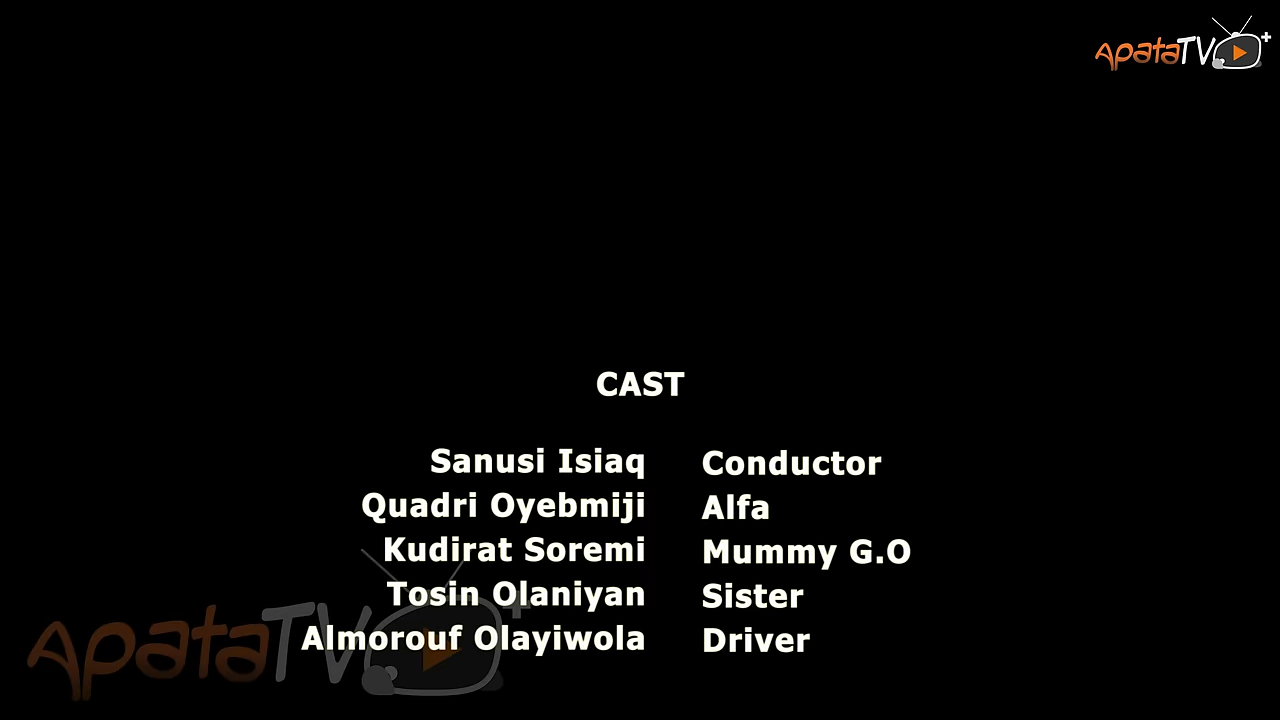 ApataTV+
CAST
Sanusi Isiaq Conductor
Quadri Oyebmiji Alfa
Kudirat Soremi Mummy G.O
Tosin Olaniyan Sister
Almorouf Olayiwola Driver
ApataTV+